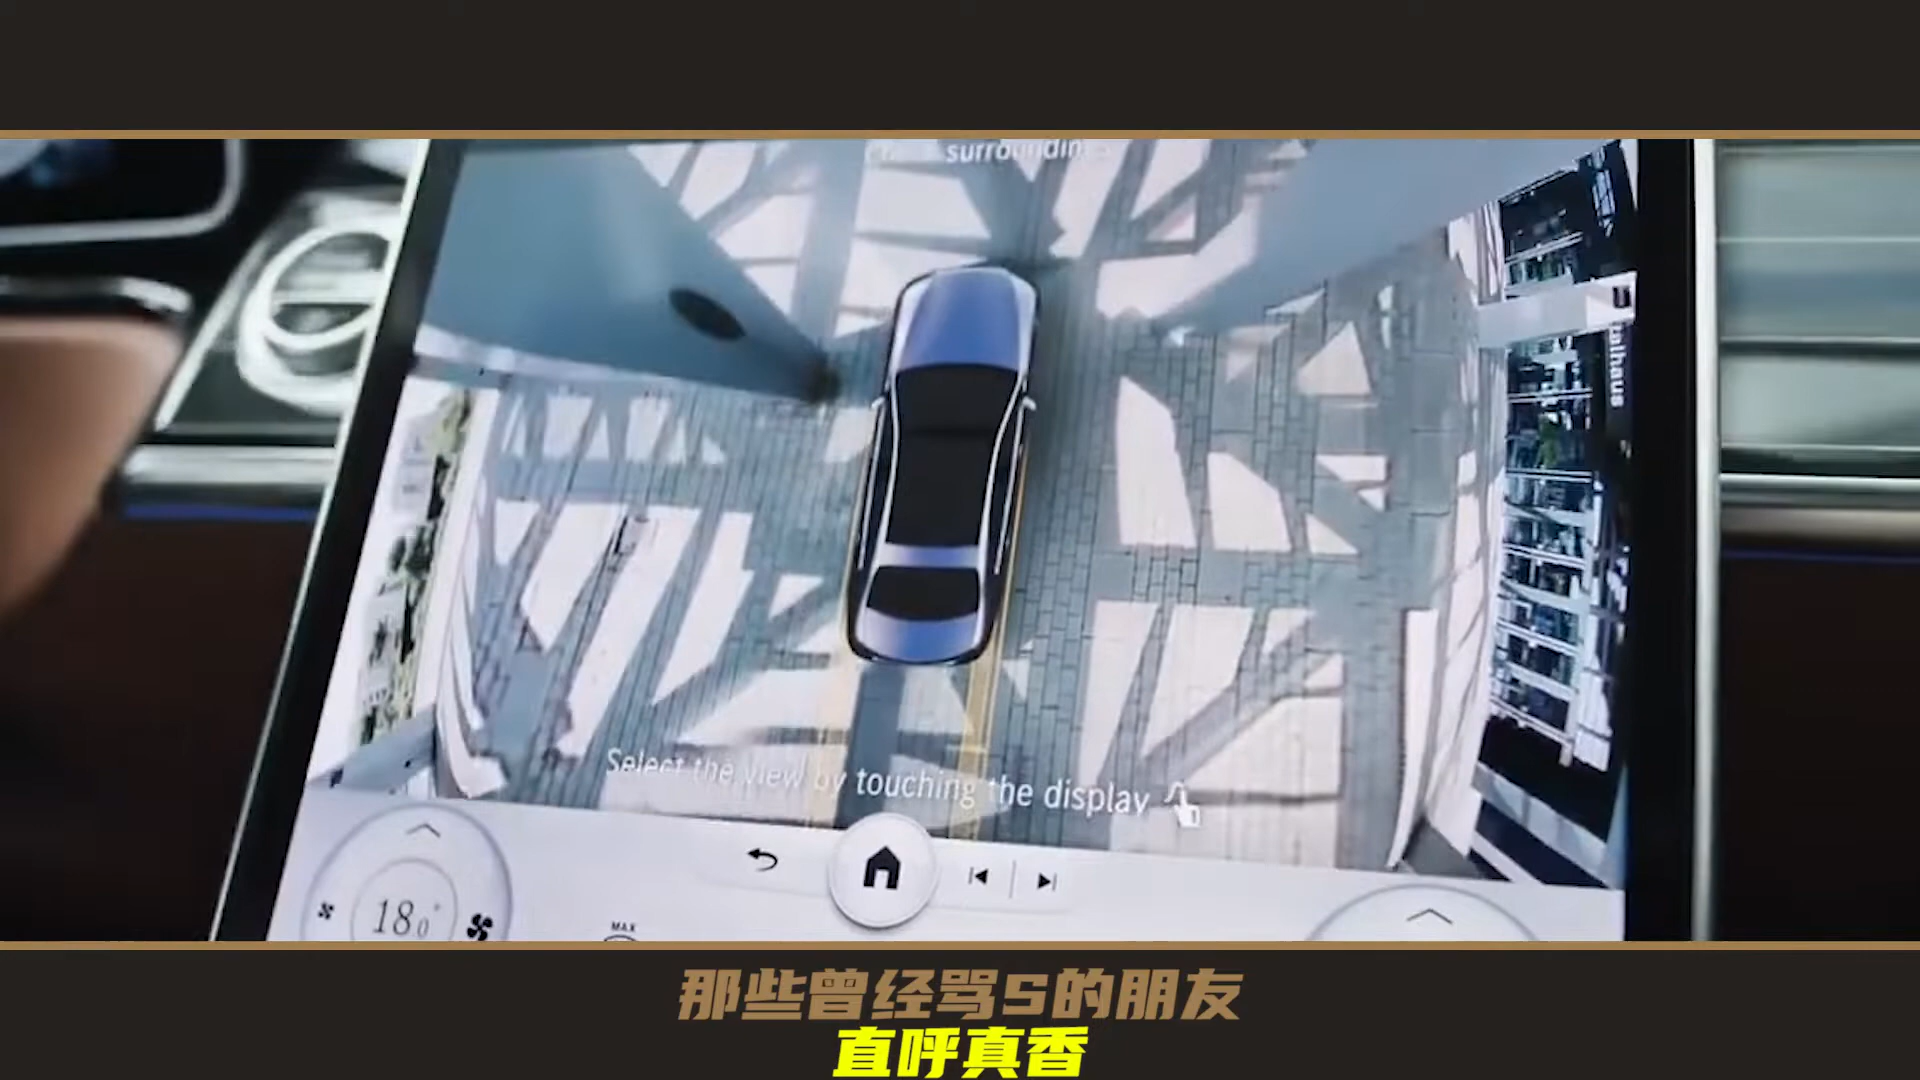 surroundings
Select the view by touching the display
18.0°
MAX
那些曾经骂S的朋友
直呼真香